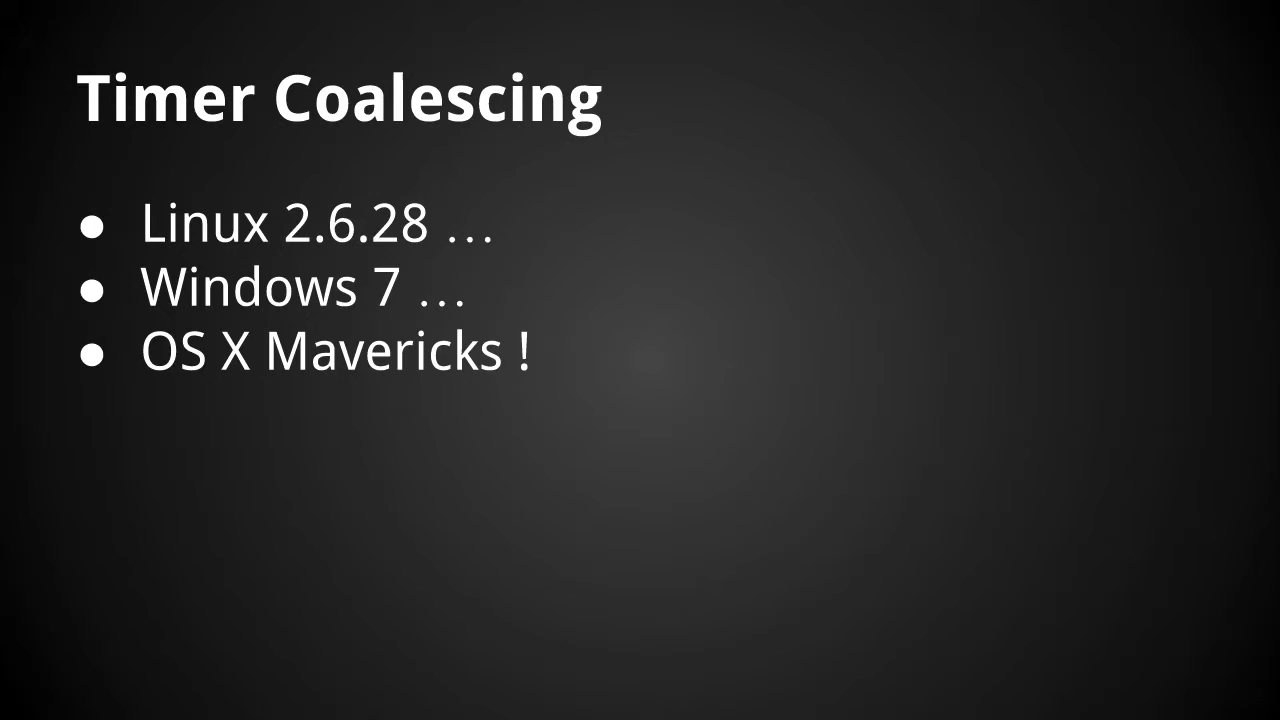 Timer Coalescing
● Linux 2.6.28 …
● Windows 7 …
● OS X Mavericks !